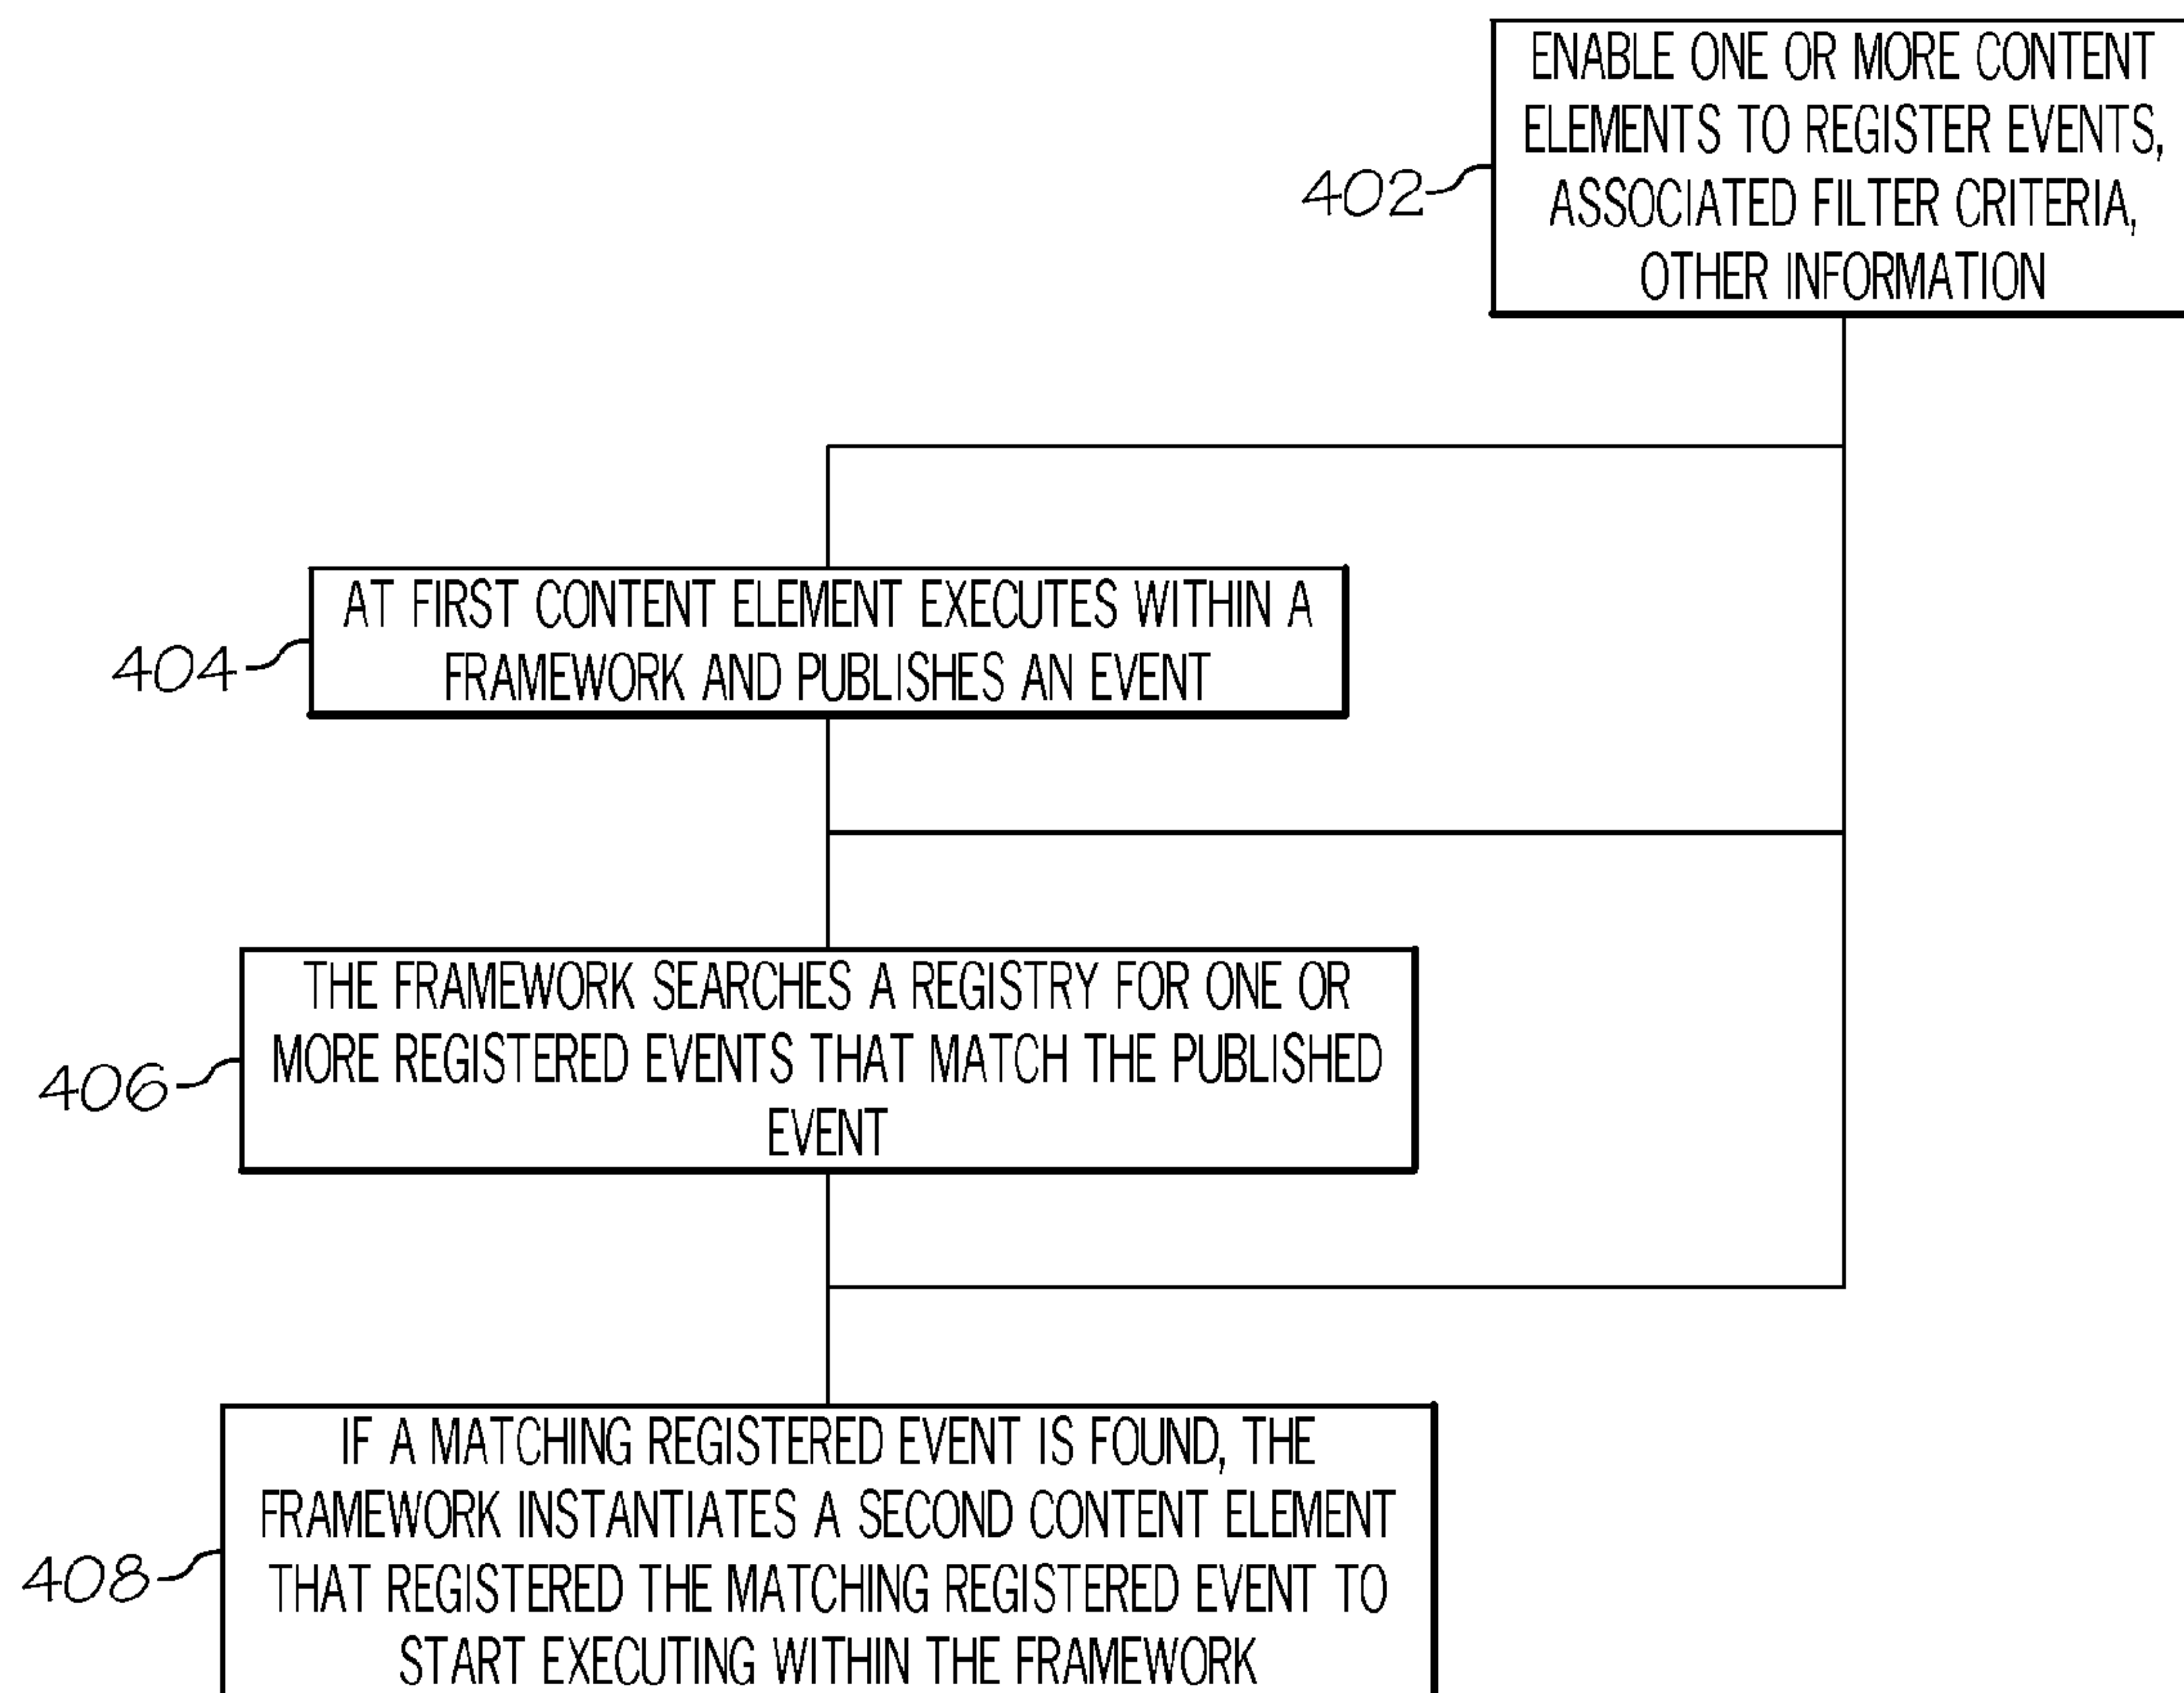 ENABLE ONE OR MORE CONTENT
ELEMENTS TO REGISTER EVENTS,
ASSOCIATED FILTER CRITERIA,
OTHER INFORMATION
402
AT FIRST CONTENT ELEMENT EXECUTES WITHIN A
FRAMEWORK AND PUBLISHES AN EVENT
404
THE FRAMEWORK SEARCHES A REGISTRY FOR ONE OR
MORE REGISTERED EVENTS THAT MATCH THE PUBLISHED
EVENT
406
IF A MATCHING REGISTERED EVENT IS FOUND, THE
FRAMEWORK INSTANTIATES A SECOND CONTENT ELEMENT
THAT REGISTERED THE MATCHING REGISTERED EVENT TO
START EXECUTING WITHIN THE FRAMEWORK
408